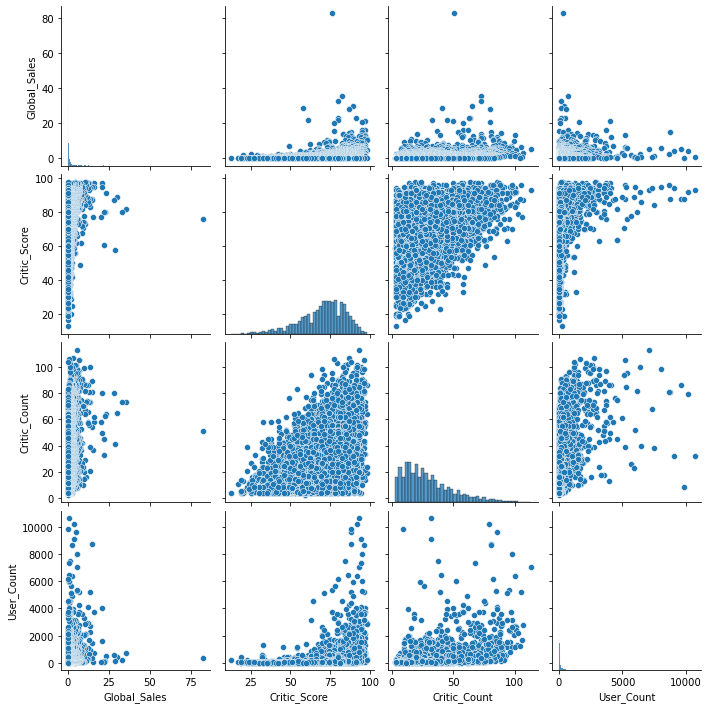 80
60
40
20
0
Global_Sales
100
80
60
40
20
Critic_Score
100
80
60
40
20
0
Critic_Count
10000
8000
6000
4000
2000
0
User_Count
0 25 50 75
Global_Sales
25 50 75 100
Critic_Score
0 50 100
Critic_Count
0 5000 10000
User_Count